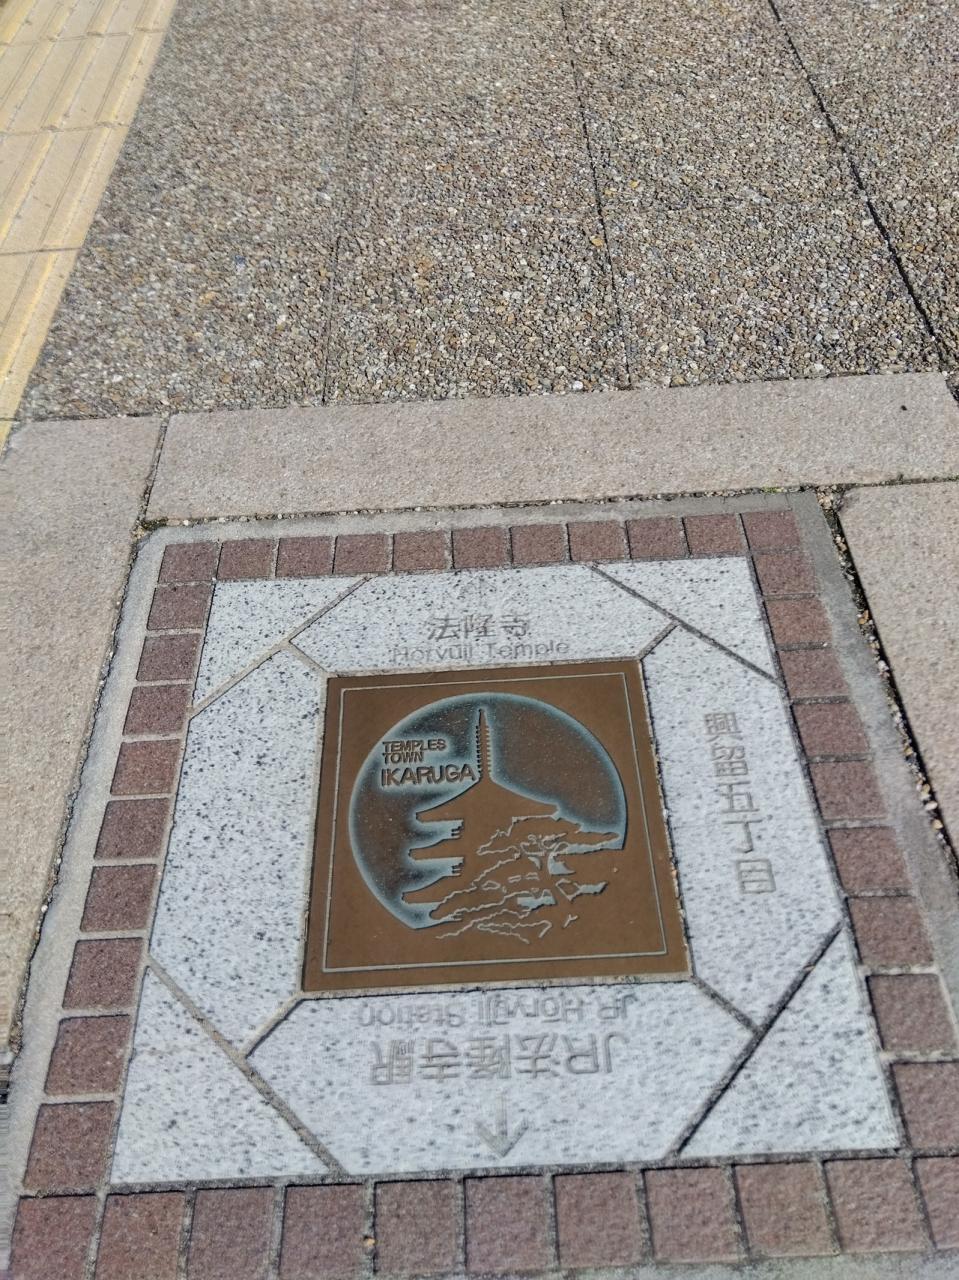 法隆寺
Horyuji Temple
TEMPLES
TOWN
IKARUGA
興留五丁目
JR法隆寺駅
JR Horyuji Station